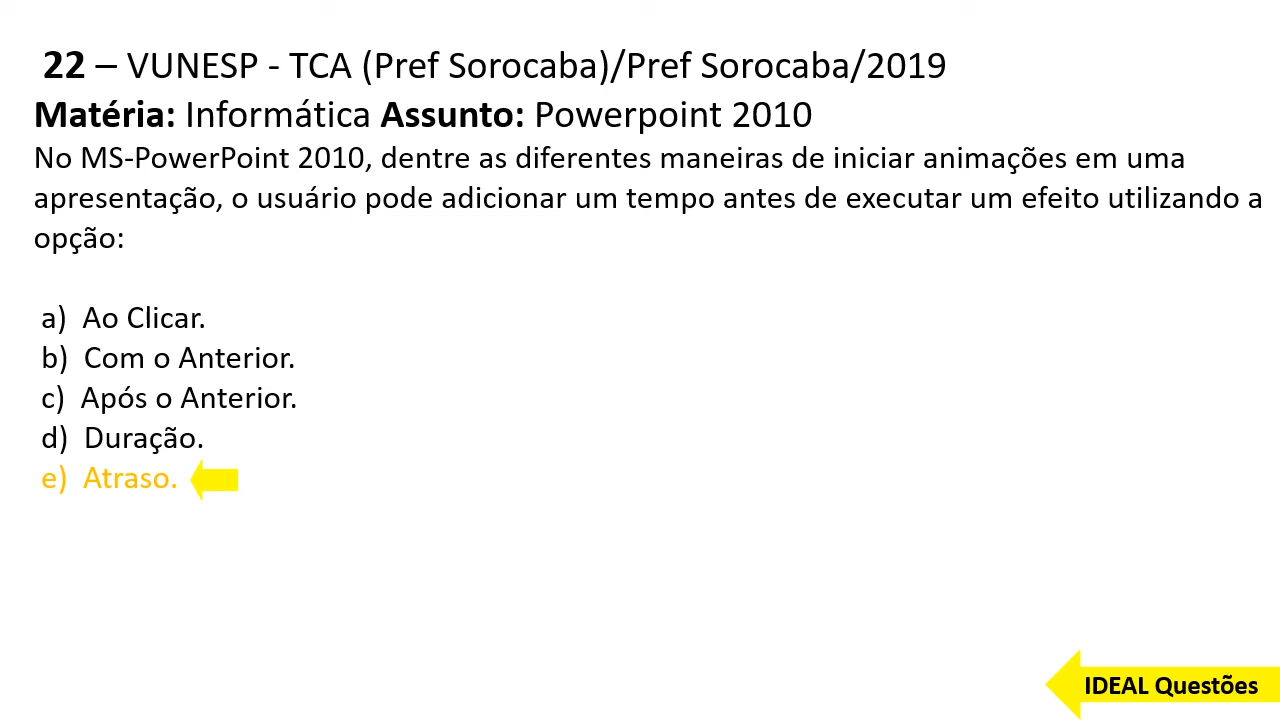 22 – VUNESP - TCA (Pref Sorocaba)/Pref Sorocaba/2019
Matéria: Informática Assunto: Powerpoint 2010
No MS-PowerPoint 2010, dentre as diferentes maneiras de iniciar animações em uma
apresentação, o usuário pode adicionar um tempo antes de executar um efeito utilizando a
opção:
a) Ao Clicar.
b) Com o Anterior.
c) Após o Anterior.
d) Duração.
e) Atraso.
IDEAL Questões